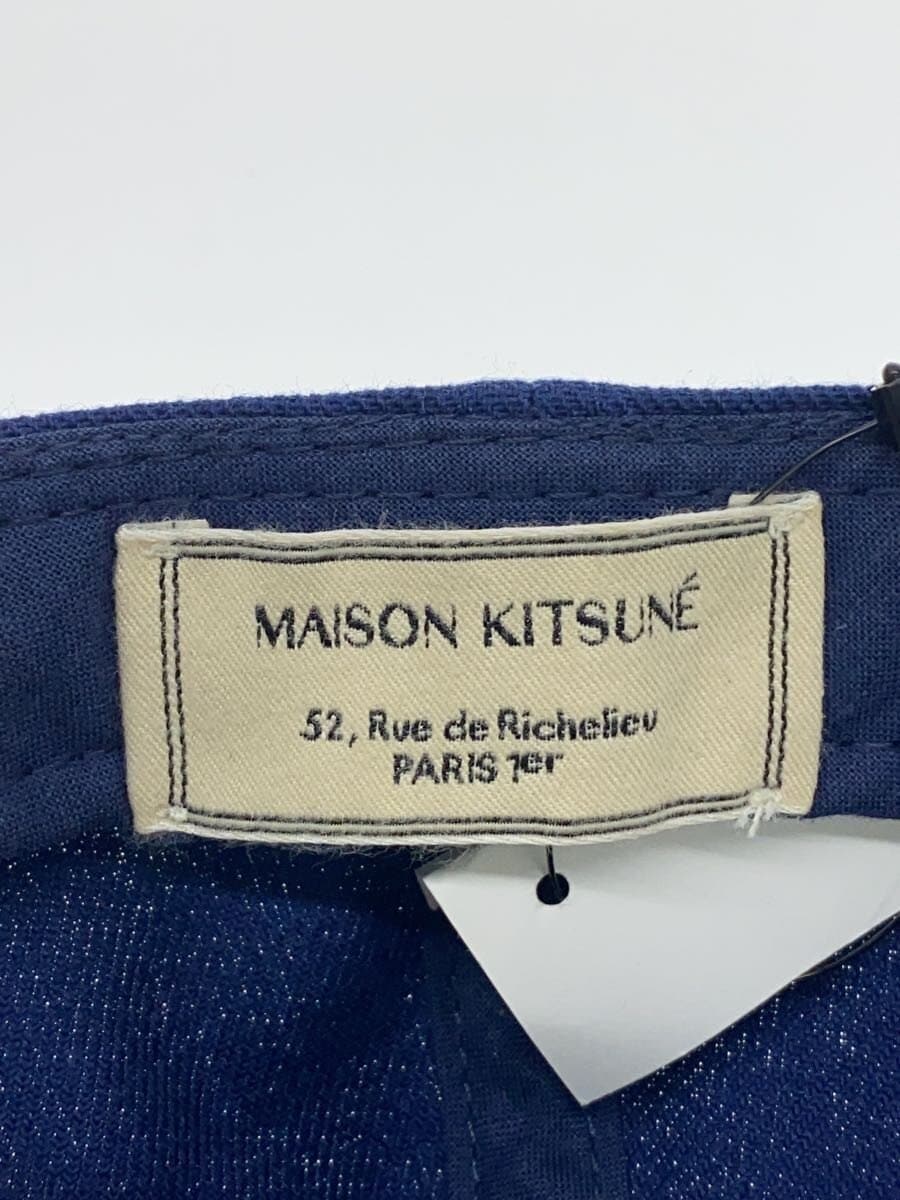 MAISON KITSUNÉ
52, Rue de Richelieu
PARIS 1er